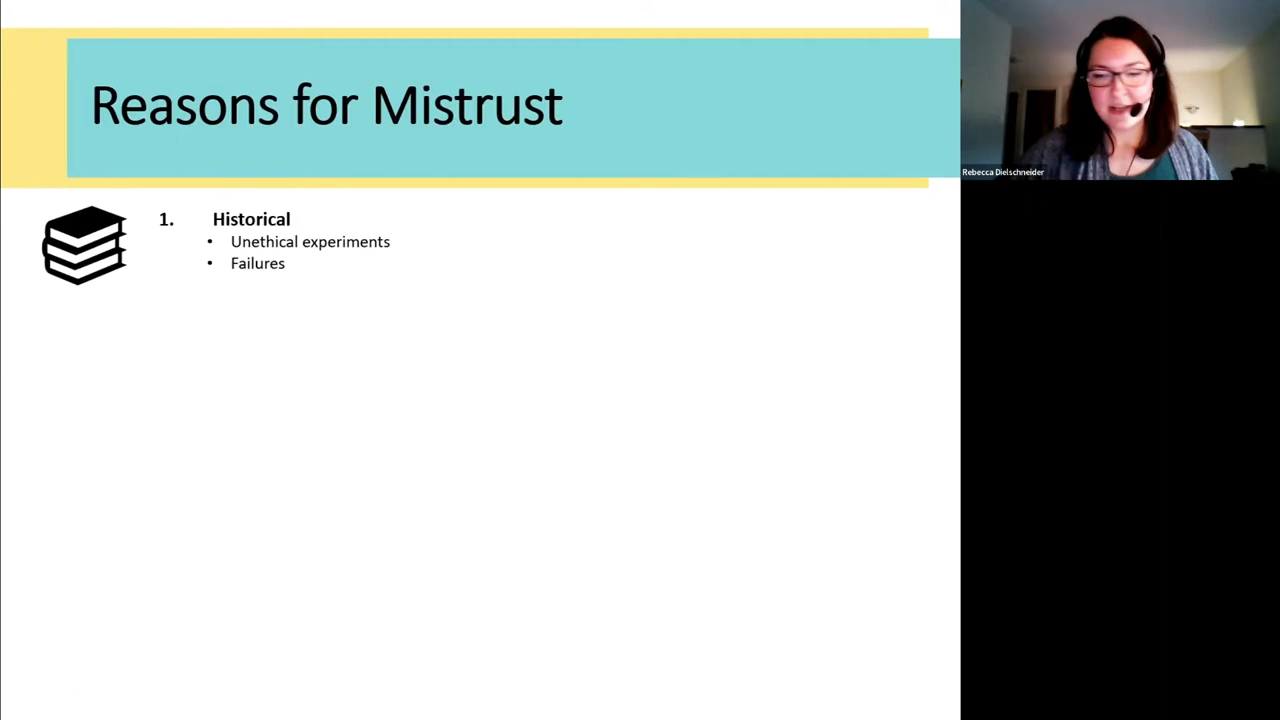 Reasons for Mistrust
Rebecca Dielschneider
1. Historical
• Unethical experiments
• Failures